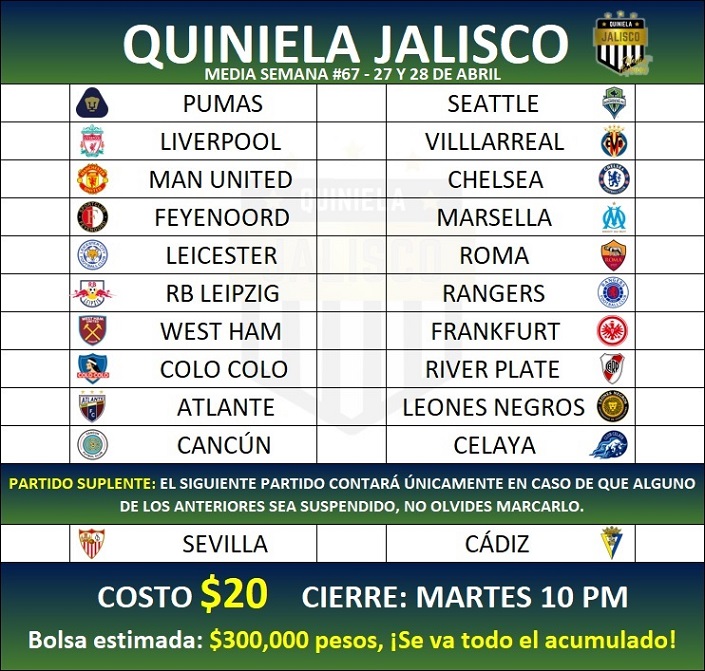 QUINIELA JALISCO
QUINIELA
JALISCO
MEDIA SEMANA #67 - 27 Y 28 DE ABRIL
PUMAS SEATTLE
LIVERPOOL VILLLARREAL
MAN UNITED CHELSEA
FEYENOORD MARSELLA
LEICESTER ROMA
RB LEIPZIG RANGERS
WEST HAM FRANKFURT
COLO COLO RIVER PLATE
ATLANTE LEONES NEGROS
CANCÚN CELAYA
QUINIELA
JALISCO
PARTIDO SUPLENTE: EL SIGUIENTE PARTIDO CONTARÁ ÚNICAMENTE EN CASO DE QUE ALGUNO
DE LOS ANTERIORES SEA SUSPENDIDO, NO OLVIDES MARCARLO.
SEVILLA CÁDIZ
COSTO $20 CIERRE: MARTES 10 PM
Bolsa estimada: $300,000 pesos, ¡Se va todo el acumulado!